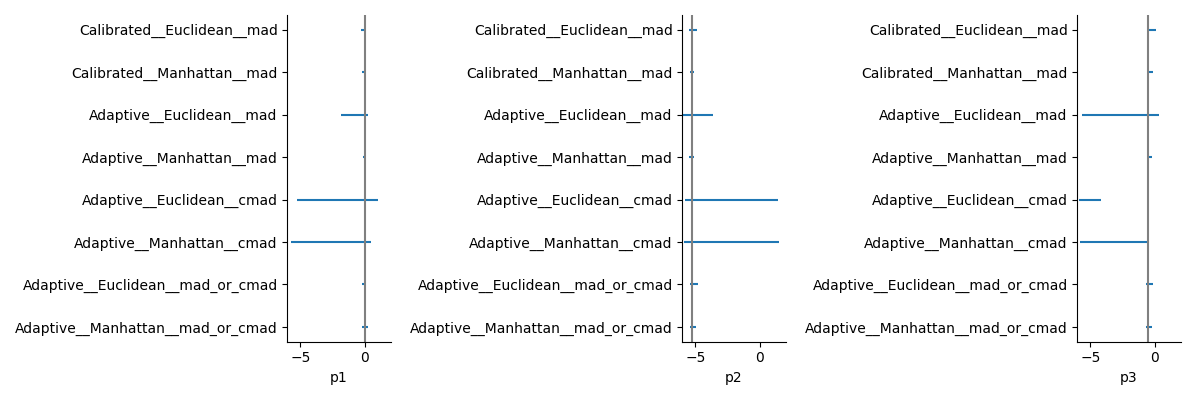 Calibrated__Euclidean__mad
Calibrated__Manhattan__mad
Adaptive__Euclidean__mad
Adaptive__Manhattan__mad
Adaptive__Euclidean__cmad
Adaptive__Manhattan__cmad
Adaptive__Euclidean__mad_or_cmad
Adaptive__Manhattan__mad_or_cmad
−5 0
p1
Calibrated__Euclidean__mad
Calibrated__Manhattan__mad
Adaptive__Euclidean__mad
Adaptive__Manhattan__mad
Adaptive__Euclidean__cmad
Adaptive__Manhattan__cmad
Adaptive__Euclidean__mad_or_cmad
Adaptive__Manhattan__mad_or_cmad
−5 0
p2
Calibrated__Euclidean__mad
Calibrated__Manhattan__mad
Adaptive__Euclidean__mad
Adaptive__Manhattan__mad
Adaptive__Euclidean__cmad
Adaptive__Manhattan__cmad
Adaptive__Euclidean__mad_or_cmad
Adaptive__Manhattan__mad_or_cmad
−5 0
p3